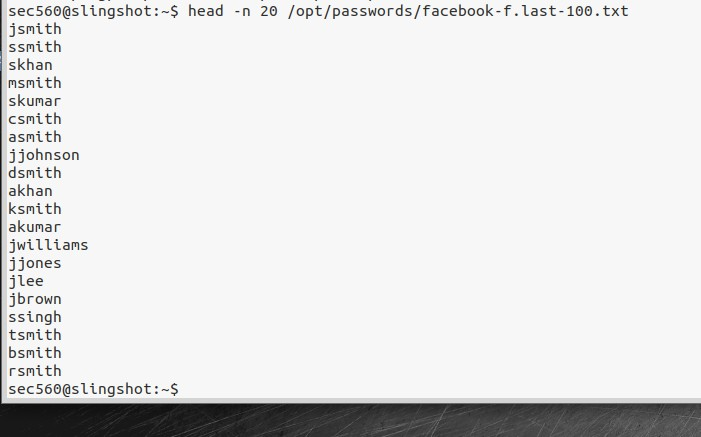 sec560@slingshot:~$ head -n 20 /opt/passwords/facebook-f.last-100.txt
jsmith
ssmith
skhan
msmith
skumar
csmith
asmith
jjohnson
dsmith
akhan
ksmith
akumar
jwilliams
jjones
jlee
jbrown
ssingh
tsmith
bsmith
rsmith
sec560@slingshot:~$